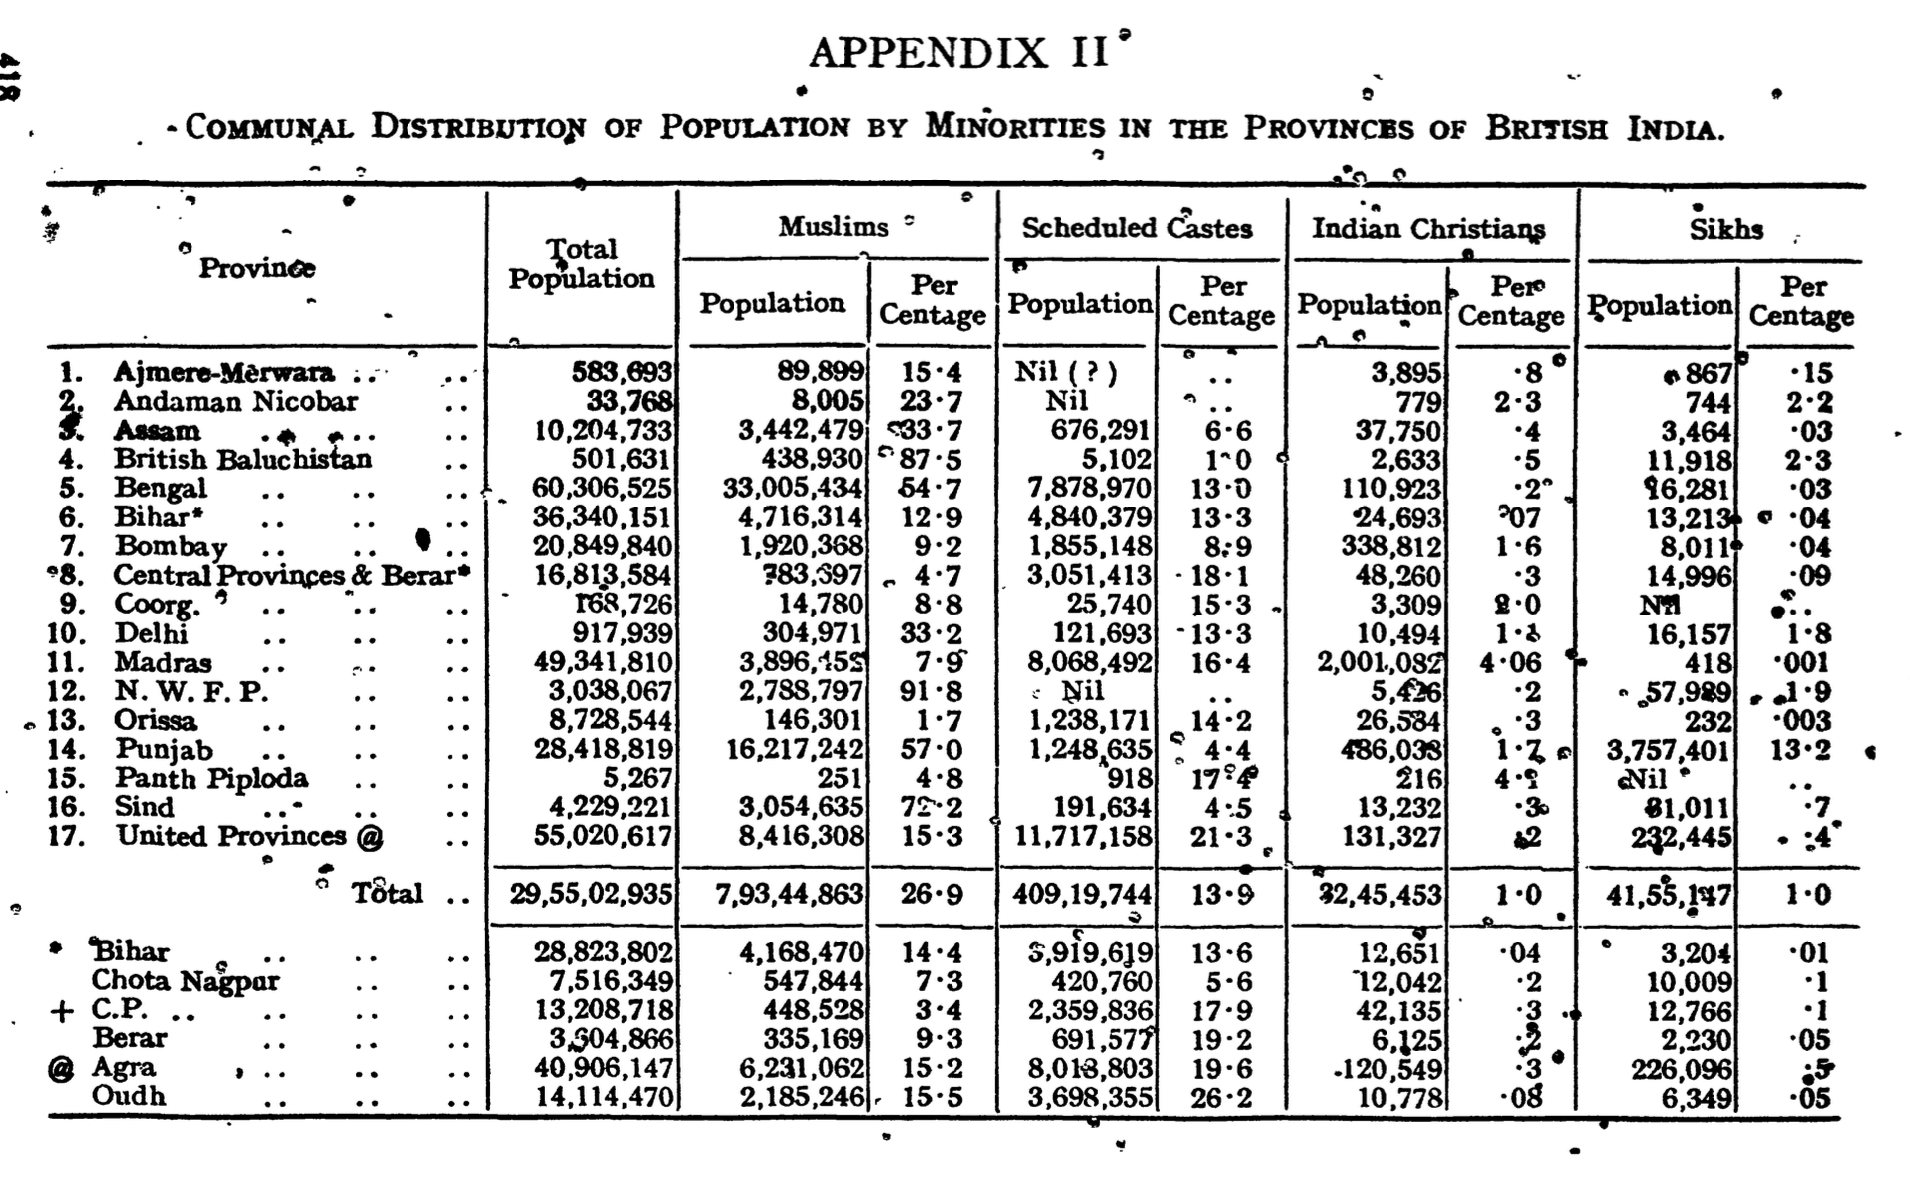 418
APPENDIX II
COMMUNAL DISTRIBUTION OF POPULATION BY MINORITIES IN THE PROVINCES OF BRITISH INDIA.
Province Total Population Muslims Scheduled Castes Indian Christians Sikhs
Population Per Centage Population Per Centage Population Per Centage Population Per Centage
1. Ajmere-Merwara .. .. 583,693 89,899 15·4 Nil (?) .. 3,895 ·8 867 ·15
2. Andaman Nicobar .. 33,768 8,005 23·7 Nil .. 779 2·3 744 2·2
3. Assam .. .. .. 10,204,733 3,442,479 33·7 676,291 6·6 37,750 ·4 3,464 ·03
4. British Baluchistan .. 501,631 438,930 87·5 5,102 1·0 2,633 ·5 11,918 2·3
5. Bengal .. .. .. 60,306,525 33,005,434 54·7 7,878,970 13·0 110,923 ·2 16,281 ·03
6. Bihar* .. .. .. 36,340,151 4,716,314 12·9 4,840,379 13·3 24,693 ·07 13,213 ·04
7. Bombay .. .. .. 20,849,840 1,920,368 9·2 1,855,148 8·9 338,812 1·6 8,011 ·04
8. Central Provinces & Berar* 16,813,584 783,697 4·7 3,051,413 18·1 48,260 ·3 14,996 ·09
9. Coorg. .. .. .. 168,726 14,780 8·8 25,740 15·3 3,309 2·0 Nil ..
10. Delhi .. .. .. 917,939 304,971 33·2 121,693 13·3 10,494 1·1 16,157 1·8
11. Madras .. .. .. 49,341,810 7·9 8,068,492 16·4 2,001,082 4·06 418 ·001
12. N. W. F. P. .. .. 3,038,067 2,788,797 91·8 Nil .. 5,426 ·2 57,989 1·9
13. Orissa .. .. .. 8,728,544 146,301 1·7 1,238,171 14·2 26,584 ·3 232 ·003
14. Punjab .. .. .. 28,418,819 16,217,242 57·0 1,248,635 4·4 486,038 1·7 3,757,401 13·2
15. Panth Piploda .. .. 5,267 251 4·8 918 17·4 216 Nil ..
16. Sind .. .. .. 4,229,221 3,054,635 72·2 191,634 4·5 13,232 ·3 31,011 ·7
17. United Provinces @ .. 55,020,617 8,416,308 15·3 11,717,158 21·3 131,327 ·2 232,445 ·4
Total .. 29,55,02,935 7,93,44,863 26·9 409,19,744 13·9 32,45,453 1·0 41,55,147 1·0
* Bihar .. .. .. 28,823,802 4,168,470 14·4 3,919,619 13·6 12,651 ·04 3,204 ·01
Chota Nagpur .. .. 7,516,349 547,844 7·3 420,760 5·6 12,042 ·2 10,009 ·1
+ C.P. .. .. .. .. 13,208,718 448,528 3·4 2,359,836 17·9 42,135 ·3 12,766 ·1
Berar .. .. .. 3,604,866 335,169 9·3 691,577 19·2 6,125 ·2 2,230 ·05
@ Agra .. .. .. 40,906,147 6,231,062 15·2 8,018,803 19·6 120,549 ·3 226,096 ·5
Oudh .. .. .. 14,114,470 2,185,246 15·5 3,698,355 26·2 10,778 ·08 6,349 ·05